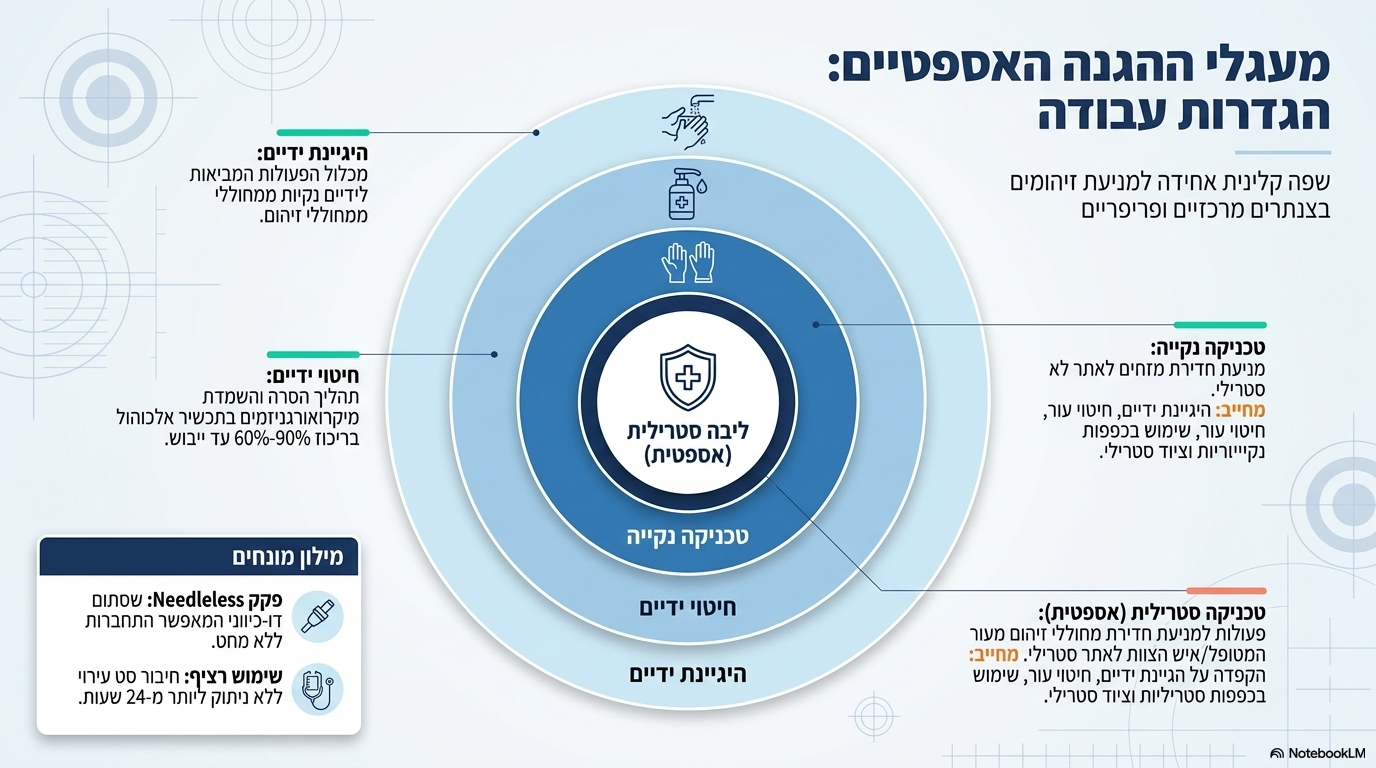 מעגלי ההגנה האספטיים:
הגדרות עבודה
שפה קלינית אחידה למניעת זיהומים
בצנתרים מרכזיים ופריפריים
היגיינת ידיים:
מכלול הפעולות המביאות
לידיים נקיות ממחוללי
ממחוללי זיהום.
חיטוי ידיים:
תהליך הסרה והשמדת
מיקרואורגניזמים בתכשיר אלכוהול
בריכוז 60%-90% עד ייבוש.
טכניקה נקייה:
מניעת חדירת מזחים לאתר לא
סטרילי.
מחייב: היגיינת ידיים, חיטוי עור,
חיטוי עור, שימוש בכפפות
נקיייוריות וציוד סטרילי.
טכניקה סטרילית (אספטית):
פעולות למניעת חדירת מחוללי זיהום מעור
המטופל/איש הצוות לאתר סטרילי. מחייב:
הקפדה על הגיינת ידיים, חיטוי עור, שימוש
בכפפות סטריליות וציוד סטרילי.
ליבה סטרילית
(אספטית)
טכניקה נקייה
חיטוי ידיים
היגיינת ידיים
מילון מונחים
פקק Needleless: שסתום
דו-כיווני המאפשר התחברות
ללא מחט.
שימוש רציף: חיבור סט עירוי
ללא ניתוק ליותר מ-24 שעות.
NotebookLM